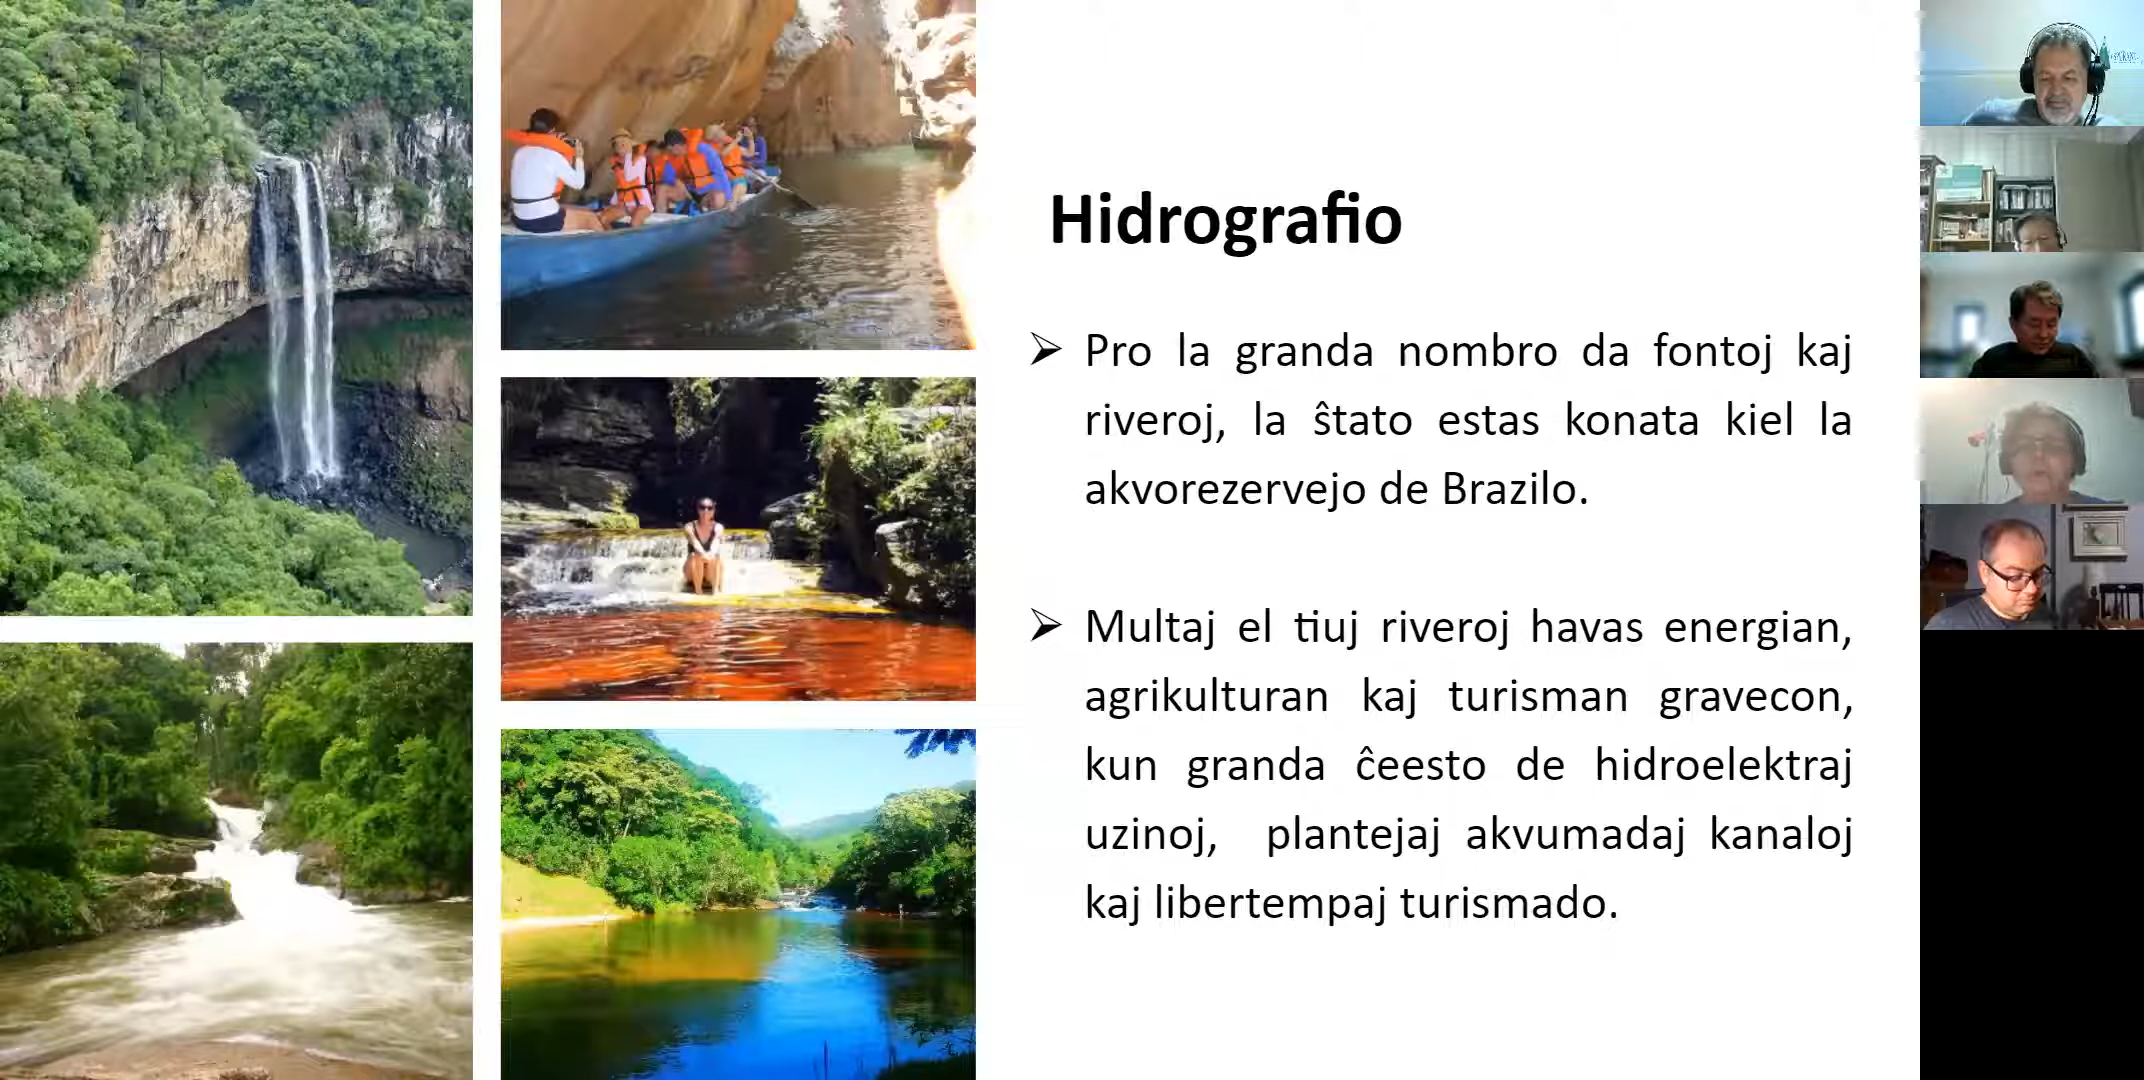 Hidrografio
➢ Pro la granda nombro da fontoj kaj
riveroj, la ŝtato estas konata kiel la
akvorezervejo de Brazilo.
➢ Multaj el tiuj riveroj havas energian,
agrikulturan kaj turisman gravecon,
kun granda ĉeesto de hidroelektraj
uzinoj, plantejaj akvumadaj kanaloj
kaj libertempaj turismado.